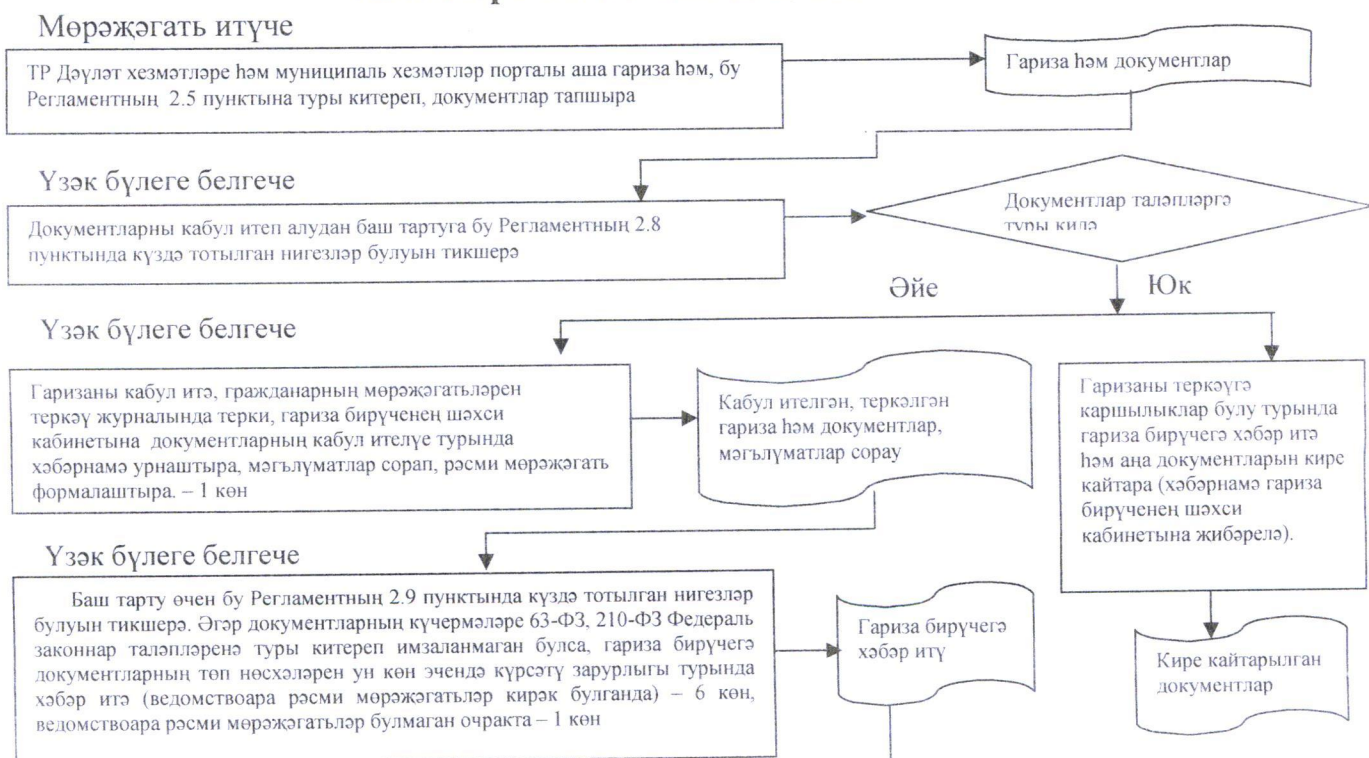 Мөрәҗәгать итүче
ТР Дәүләт хезмәтләре һәм муниципаль хезмәтләр порталы аша гариза һәм, бу
Регламентның 2.5 пунктына туры китереп, документлар тапшыра
Гариза һәм документлар
Үзәк бүлеге белгече
Документларны кабул итеп алудан баш тартуга бу Регламентның 2.8
пунктында күздә тотылган нигезләр булуын тикшерә
Документлар таләпләргә
туры килә
Әйе
Юк
Үзәк бүлеге белгече
Гаризаны кабул итә, гражданарның мөрәҗәгатьләрен
теркәү журналында терки, гариза бирүченең шәхси
кабинетына документларның кабул ителүе турында
хәбәрнамә урнаштыра, мәгълүматлар сорап, рәсми мөрәҗәгать
формалаштыра. – 1 көн
Кабул ителгән, теркәлгән
гариза һәм документлар,
мәгълүматлар сорау
Гаризаны теркәүгә
каршылыклар булу турында
гариза бирүчегә хәбәр итә
һәм аңа документларын кире
кайтара (хәбәрнамә гариза
бирүченең шәхси
кабинетына жибәрелә).
Үзәк бүлеге белгече
Баш тарту өчен бу Регламентның 2.9 пунктында күздә тотылган нигезләр
булуын тикшерә. Әгәр документларның күчермәләре 63-ФЗ, 210-ФЗ Федераль
законнар таләпләренә туры китереп имзаланмаган булса, гариза бирүчегә
документларның төп нөсхәләрен ун көн эчендә күрсәтү зарурлыгы турында
хәбәр итә (ведомствоара рәсми мөрәҗәгатьләр кирәк булганда) – 6 көн,
ведомствоара рәсми мөрәҗәгатьләр булмаган очракта – 1 көн
Гариза бирүчегә
хәбәр итү
Кире кайтарылган
документлар